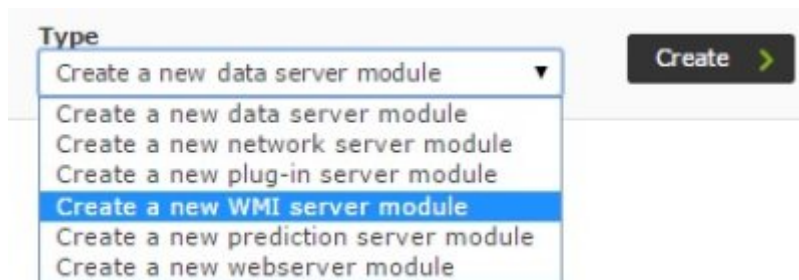 Type
Create a new data server module
Create
Create a new data server module
Create a new network server module
Create a new plug-in server module
Create a new WMI server module
Create a new prediction server module
Create a new webserver module